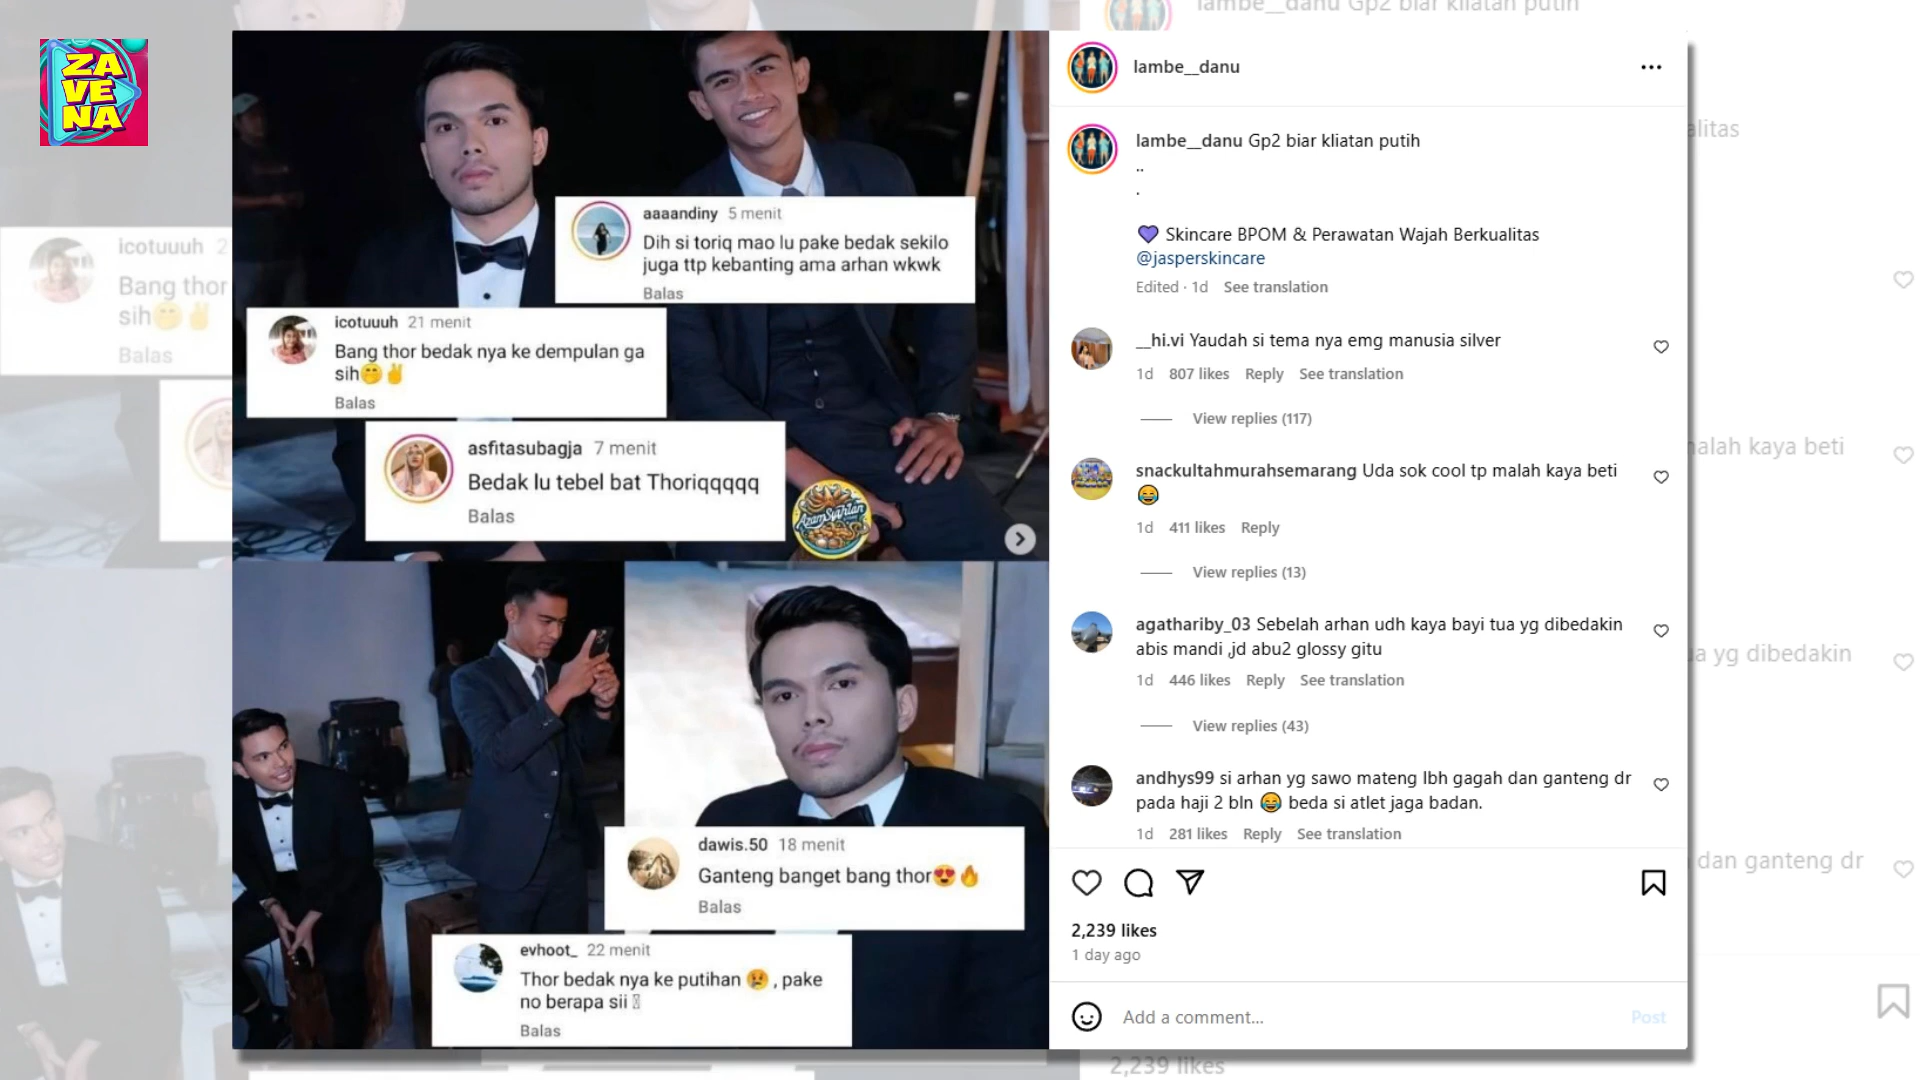 ZA
VE
NA
aaaandiny 5 menit
Dih si toriq mao lu pake bedak sekilo
juga ttp kebanting ama arhan wkwk
Balas
icotuuuh 21 menit
Bang thor bedak nya ke dempulan ga
sih🤭✌️
Balas
asfitasubagja 7 menit
Bedak lu tebel bat Thoriqqqqq
Balas
AzamSyahlan
dawis.50 18 menit
Ganteng banget bang thor😍🔥
Balas
evhoot_ 22 menit
Thor bedak nya ke putihan 😢 , pake
no berapa sii
Balas
lambe__danu
lambe__danu Gp2 biar kliatan putih
..
.
💜 Skincare BPOM & Perawatan Wajah Berkualitas
@jasperskincare
Edited · 1d See translation
__hi.vi Yaudah si tema nya emg manusia silver
1d 807 likes Reply See translation
View replies (117)
snackultahmurahsemarang Uda sok cool tp malah kaya beti
😂
1d 411 likes Reply
View replies (13)
agathariby_03 Sebelah arhan udh kaya bayi tua yg dibedakin
abis mandi ,jd abu2 glossy gitu
1d 446 likes Reply See translation
View replies (43)
andhys99 si arhan yg sawo mateng lbh gagah dan ganteng dr
pada haji 2 bln 😂 beda si atlet jaga badan.
1d 281 likes Reply See translation
2,239 likes
1 day ago
Add a comment...
Post
lambe__danu Gp2 biar kliatan putih
alitas
malah kaya beti
ua yg dibedakin
dan ganteng dr
2,239 likes
icotuuuh 2
Bang thor
sih🤭✌️
Balas